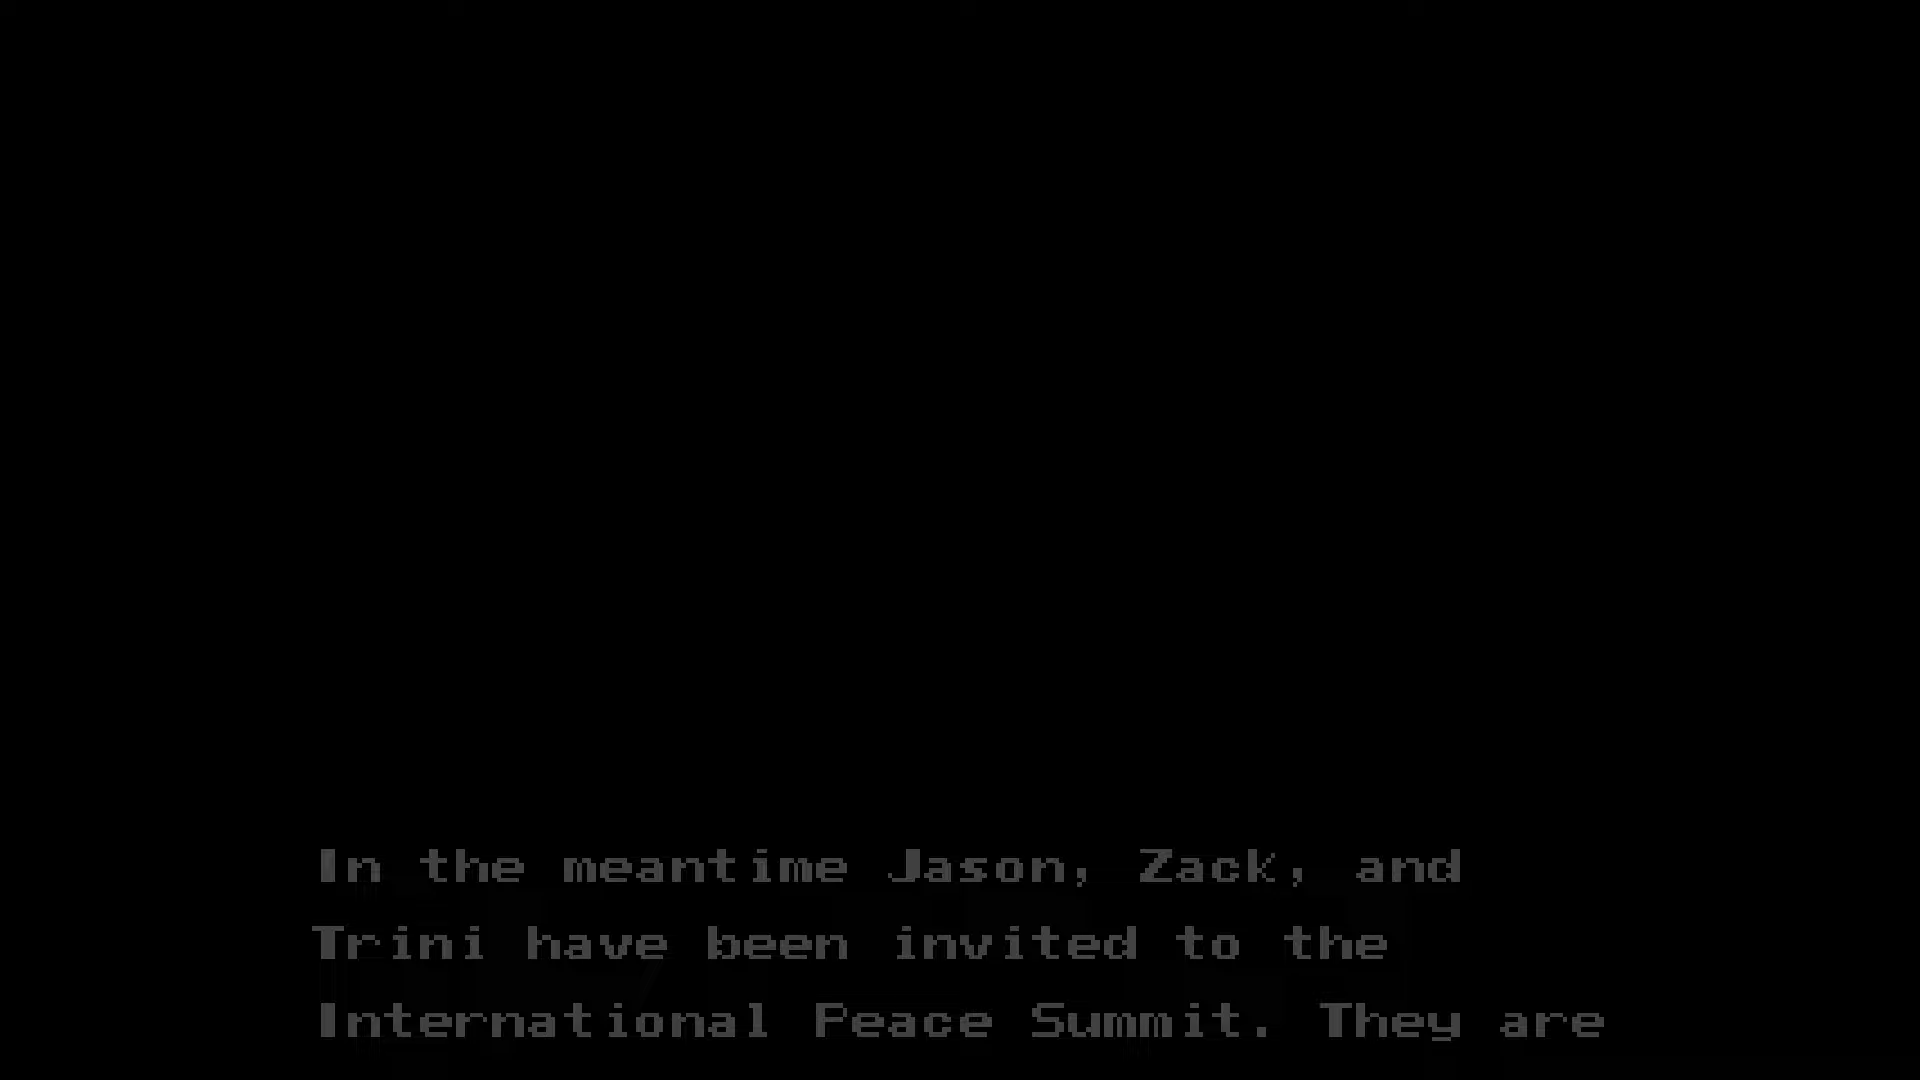 In the meantime Jason, Zack, and
Trini have been invited to the
International Peace Summit. They are